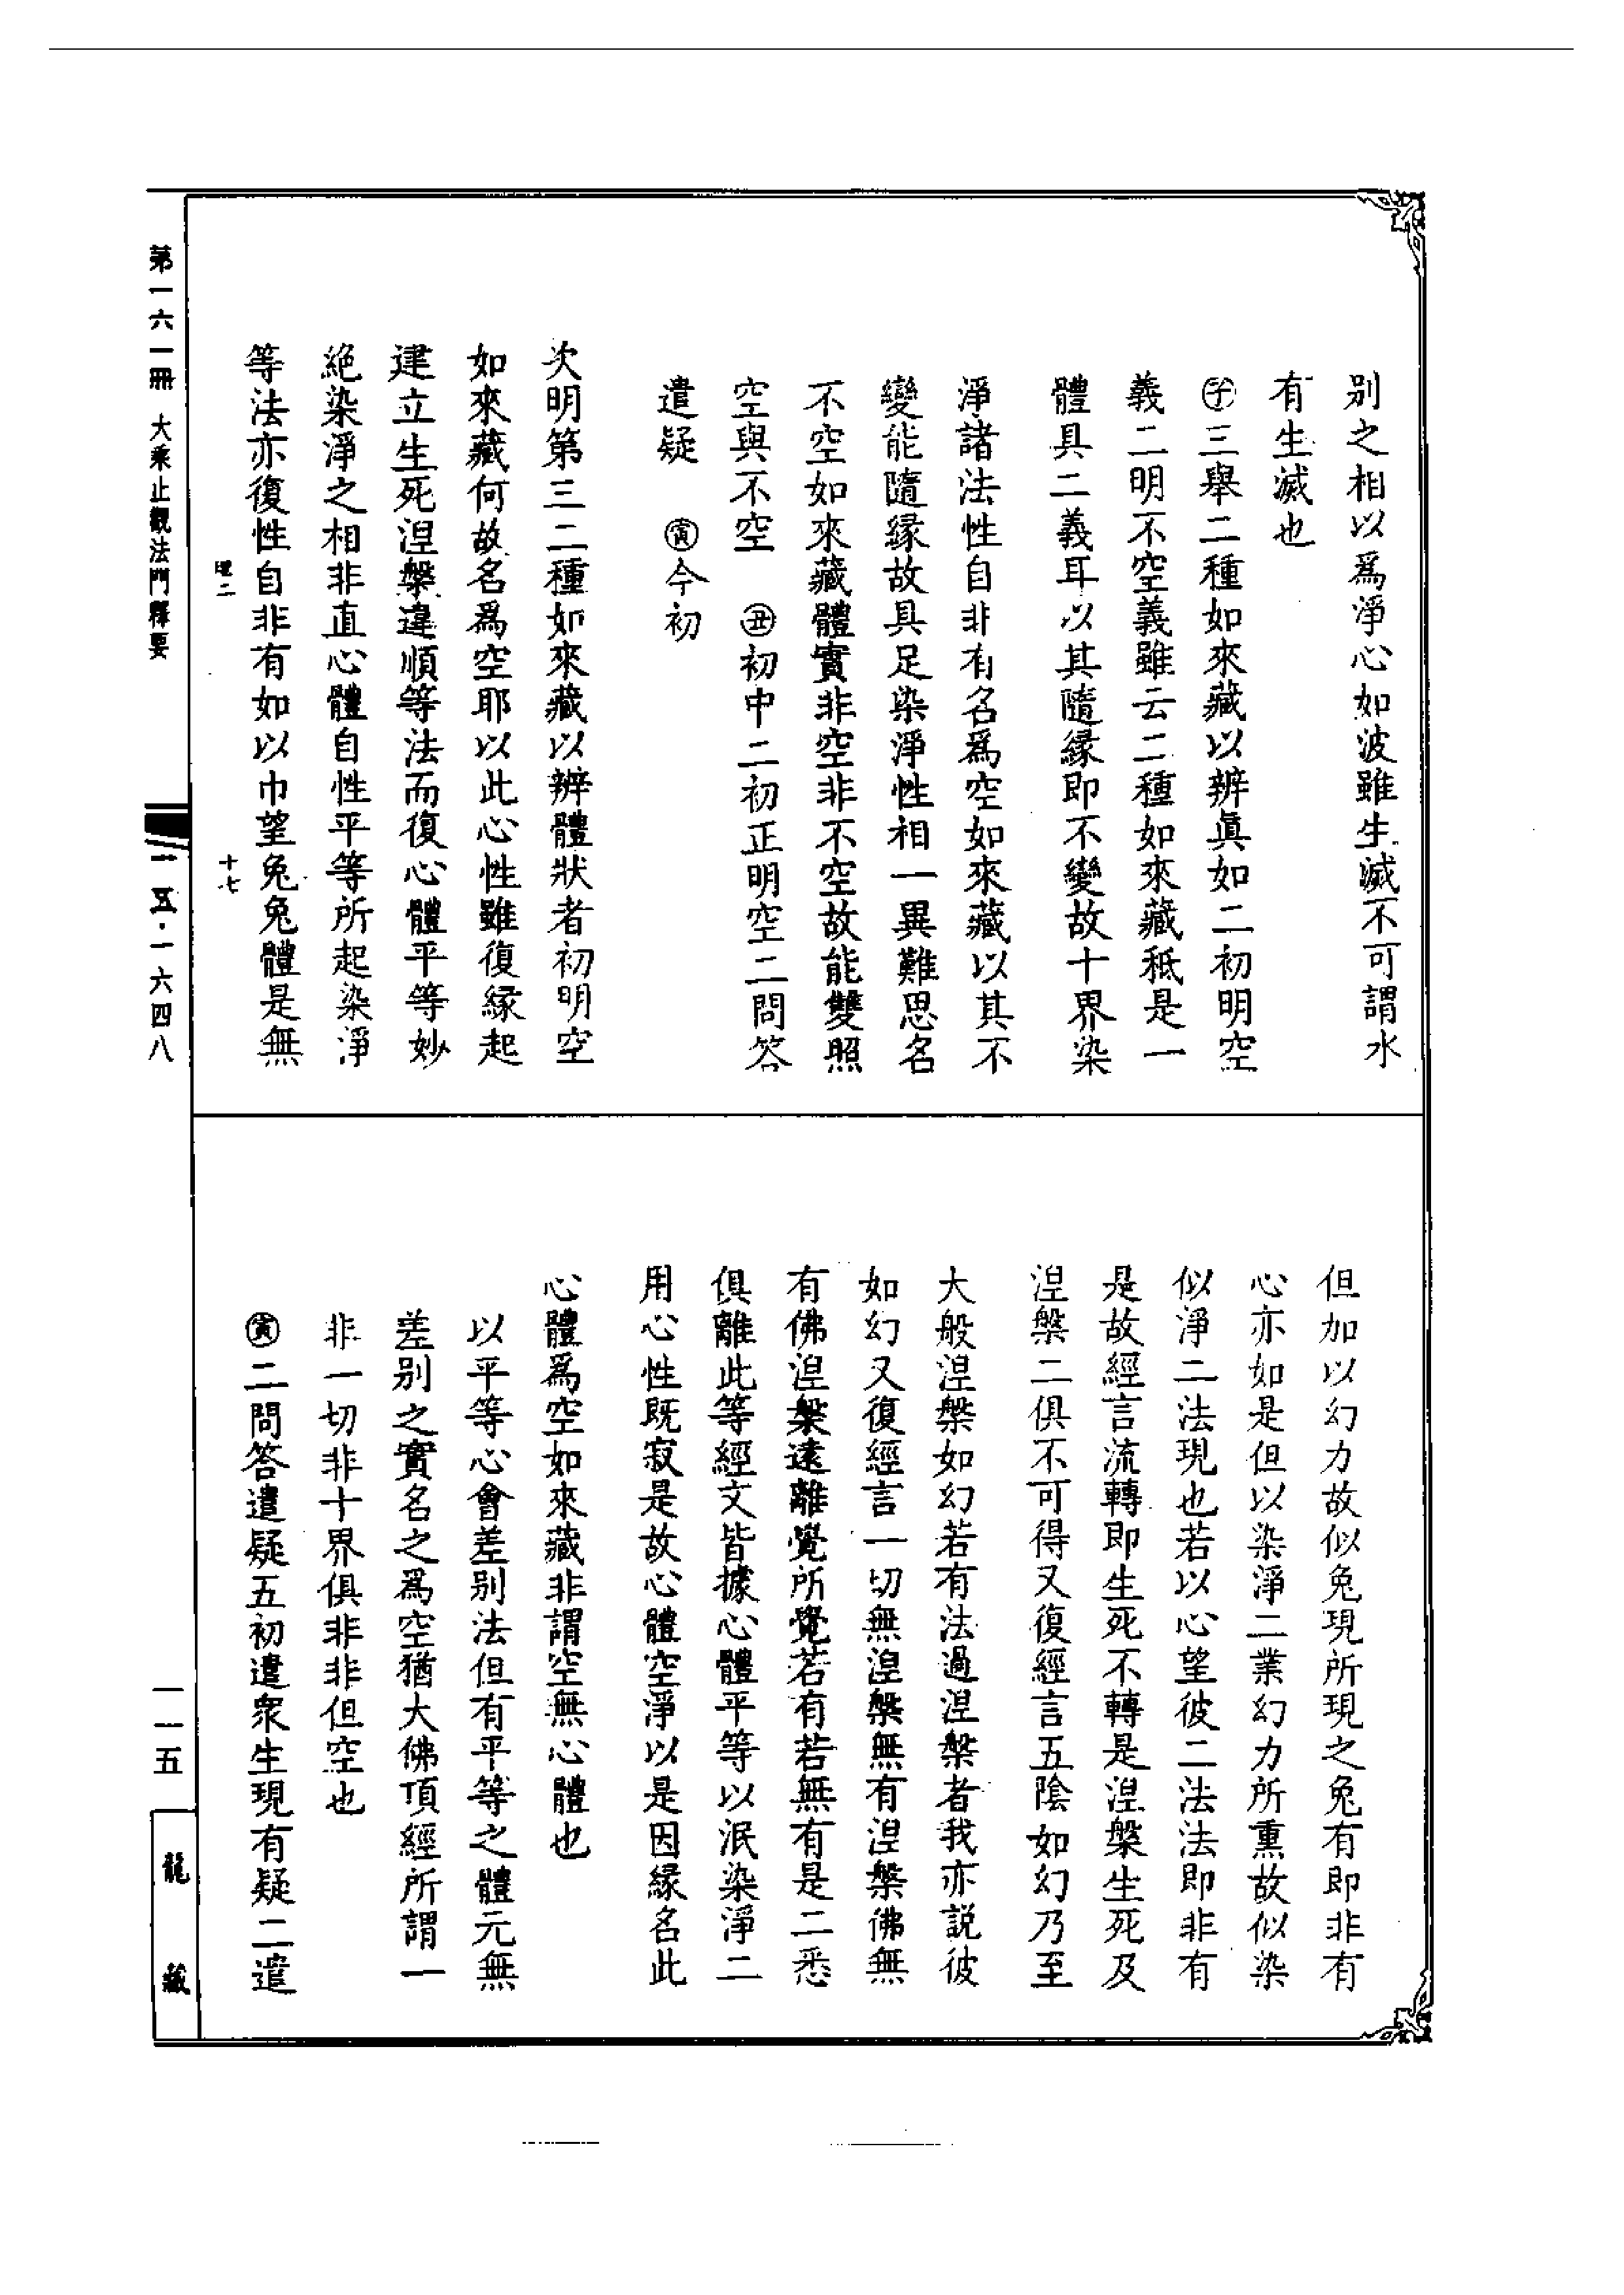 別之相以爲淨心如波雖生滅不可謂水
有生滅也
㊛三舉二種如來藏以辨眞如二初明空
義二明不空義雖云二種如來藏秖是一
體具二義耳以其隨緣即不變故十界染
淨諸法性自非有名爲空如來藏以其不
變能隨緣故具足染淨性相一異難思名
不空如來藏體實非空非不空故能雙照
空與不空　丑初中二初正明空二問答
遣疑　寅今初
次明第三二種如來藏以辨體狀者初明空
如來藏何故名爲空耶以此心性雖復緣起
建立生死涅槃違順等法而復心體平等妙
絕染淨之相非直心體自性平等所起染淨
等法亦復性自非有如以巾望兔兔體是無
十七
但加以幻力故似兔現所現之兔有即非有
心亦如是但以染淨二業幻力所熏故似染
似淨二法現也若以心望彼二法法即非有
是故經言流轉即生死不轉是涅槃生死及
涅槃二俱不可得又復經言五陰如幻乃至
大般涅槃如幻若有法過涅槃者我亦説彼
如幻又復經言一切無涅槃無有涅槃佛無
有佛涅槃遠離覺所覺若有若無有是二悉
俱離此等經文皆據心體平等以泯染淨二
用心性既寂是故心體空淨以是因緣名此
心體爲空如來藏非謂空無心體也
以平等心會差別法但有平等之體元無
差別之實名之爲空猶大佛頂經所謂一
非一切非十界俱非非但空也
寅二問答遣疑五初遣衆生現有疑二遣
第一六一冊　大乘止觀法門釋要
一五·一六四八
一一五
龍藏